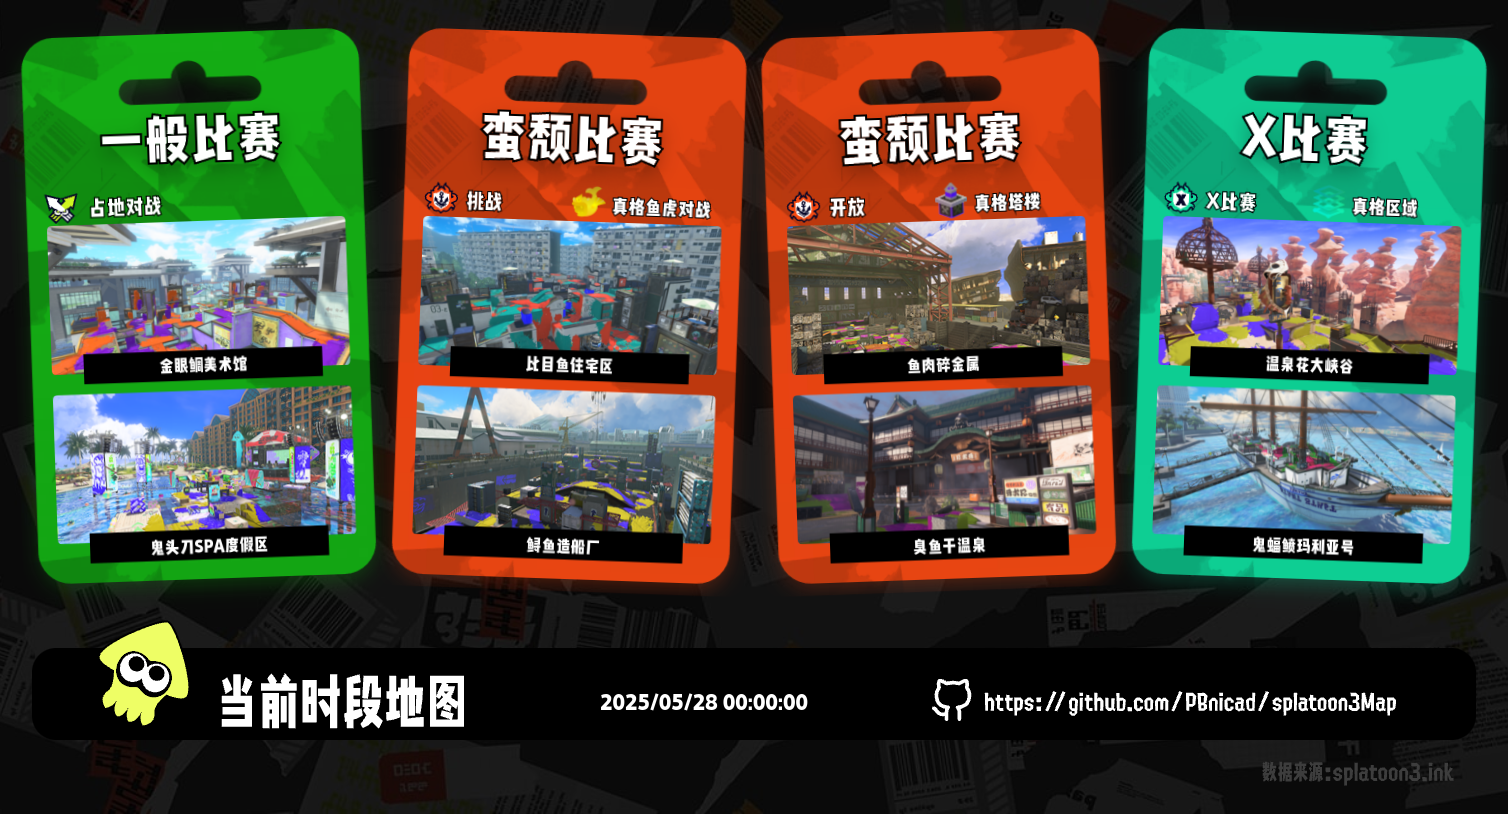 一般比赛
占地对战
金眼鲷美术馆
鬼头刀SPA度假区
蛮颓比赛
挑战
真格鱼虎对战
比目鱼住宅区
鲟鱼造船厂
蛮颓比赛
开放
真格塔楼
鱼肉碎金属
臭鱼干温泉
X比赛
X比赛
真格区域
温泉花大峡谷
鬼蝠鲼玛利亚号
当前时段地图
2025/05/28 00:00:00
https://github.com/PBnicad/splatoon3Map
数据来源:splatoon3.ink